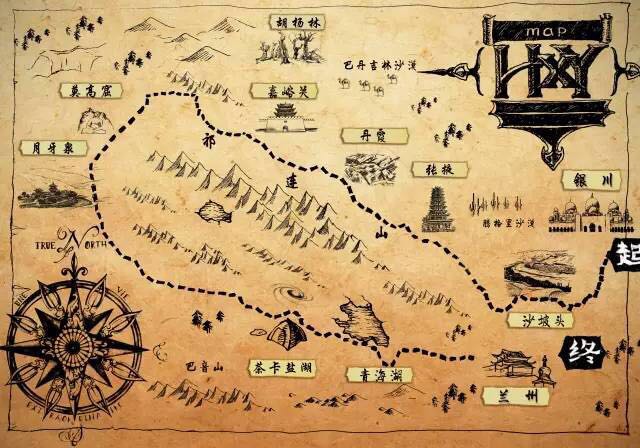 map
HXY
胡杨林
巴丹吉林沙漠
莫高窟
嘉峪关
丹霞
月牙泉
祁
连
山
张掖
银川
腾格里沙漠
TRUE NORTH
起
沙坡头
终
巴音山
茶卡盐湖
青海湖
兰州